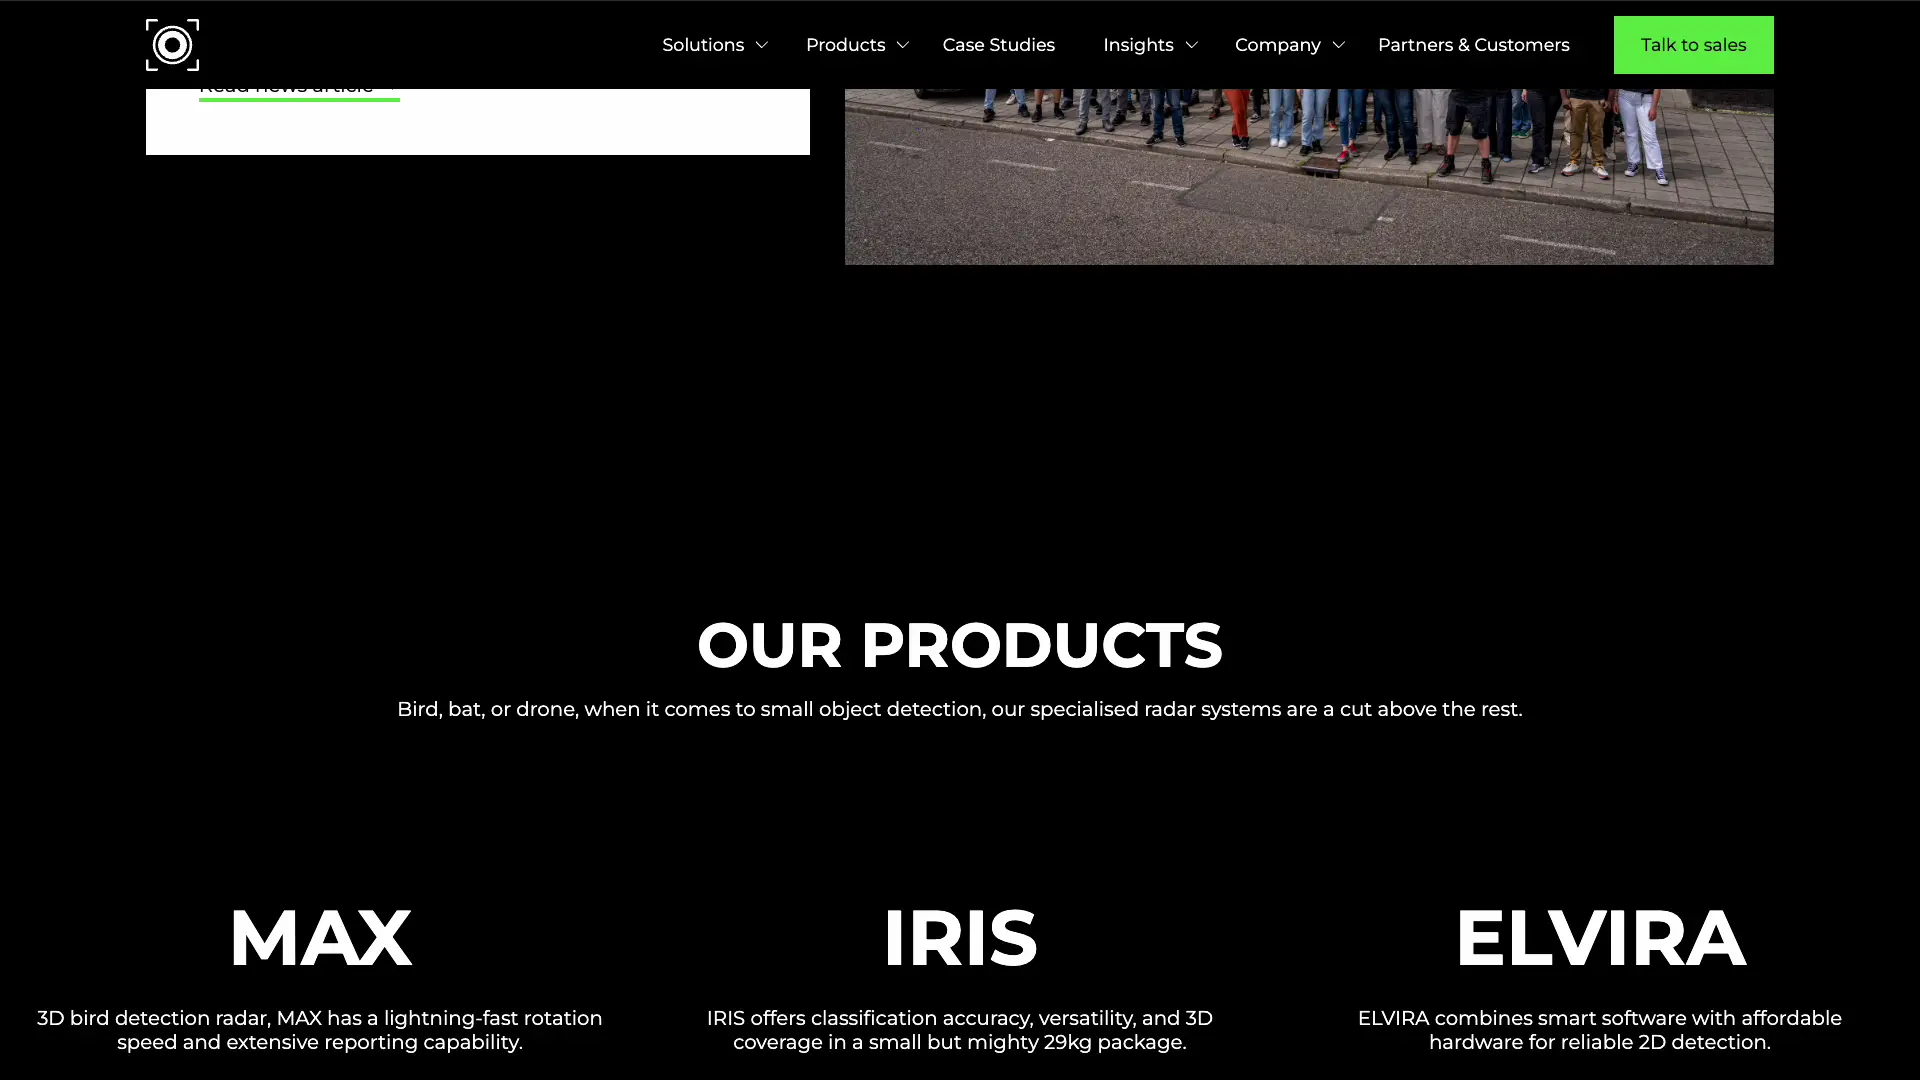 Solutions
Products
Case Studies
Insights
Company
Partners & Customers
Talk to sales
Read news article
OUR PRODUCTS
Bird, bat, or drone, when it comes to small object detection, our specialised radar systems are a cut above the rest.
MAX
3D bird detection radar, MAX has a lightning-fast rotation
speed and extensive reporting capability.
IRIS
IRIS offers classification accuracy, versatility, and 3D
coverage in a small but mighty 29kg package.
ELVIRA
ELVIRA combines smart software with affordable
hardware for reliable 2D detection.